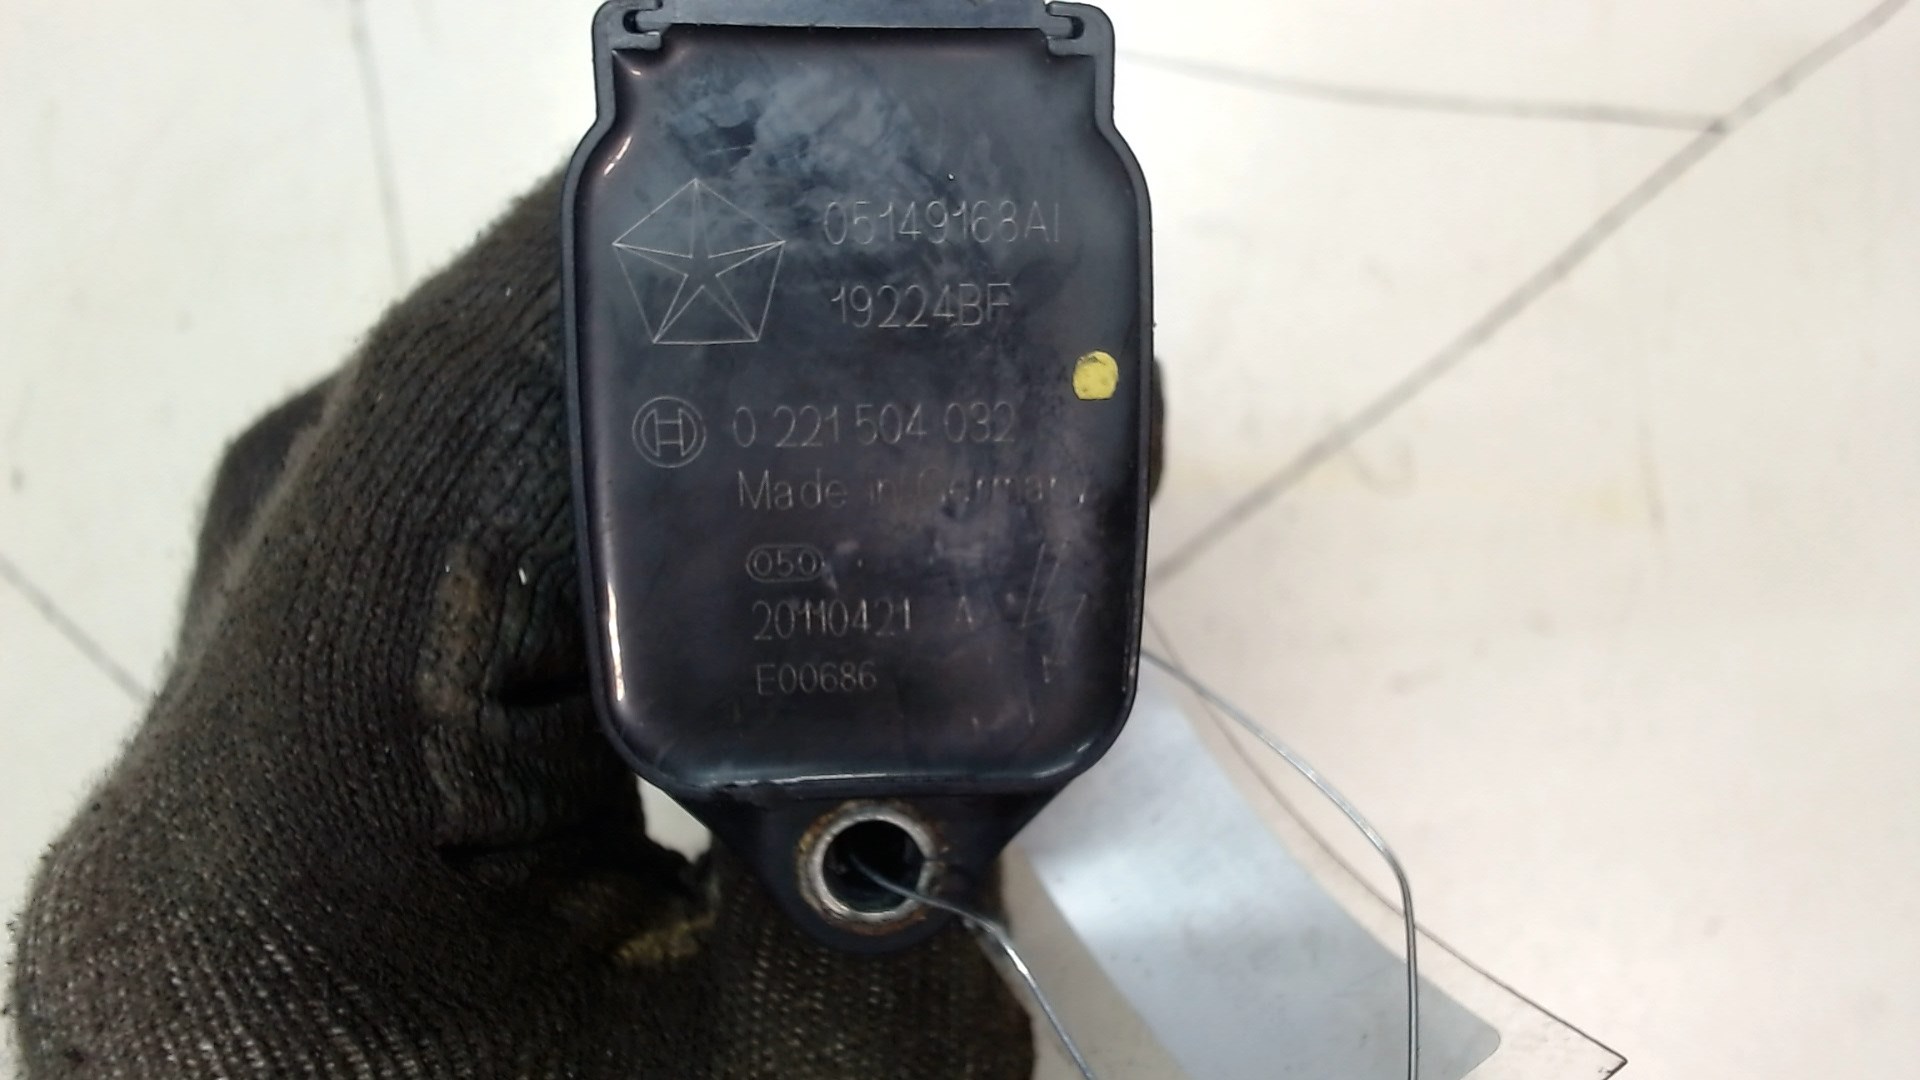 05149168AI
19224BF
0 221 504 032
Made in Germany
050
20110421 A
E00686